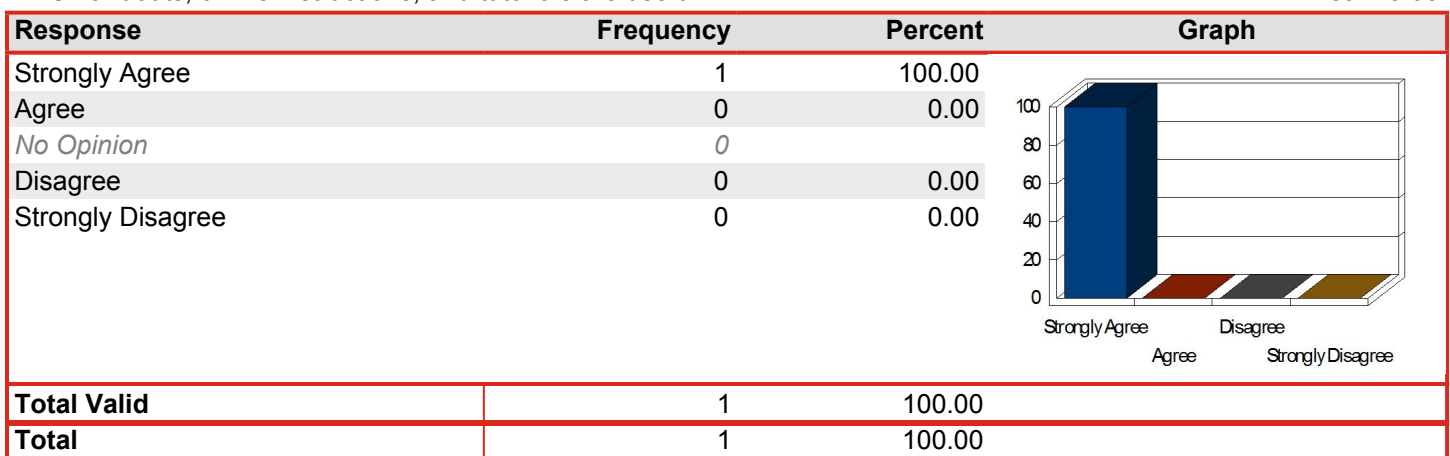 Response Frequency Percent Graph
Strongly Agree 1 100.00
Agree 0 0.00
No Opinion 0
Disagree 0 0.00
Strongly Disagree 0 0.00
100
80
60
40
20
0
Strongly Agree Disagree
Agree Strongly Disagree
Total Valid 1 100.00
Total 1 100.00